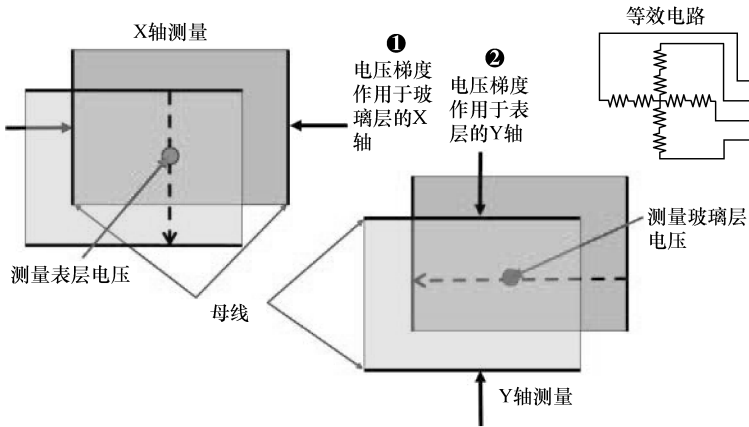 X轴测量
❶
电压梯度
作用于玻
璃层的X
轴
测量表层电压
母线
❷
电压梯度
作用于表
层的Y轴
等效电路
测量玻璃层
电压
Y轴测量